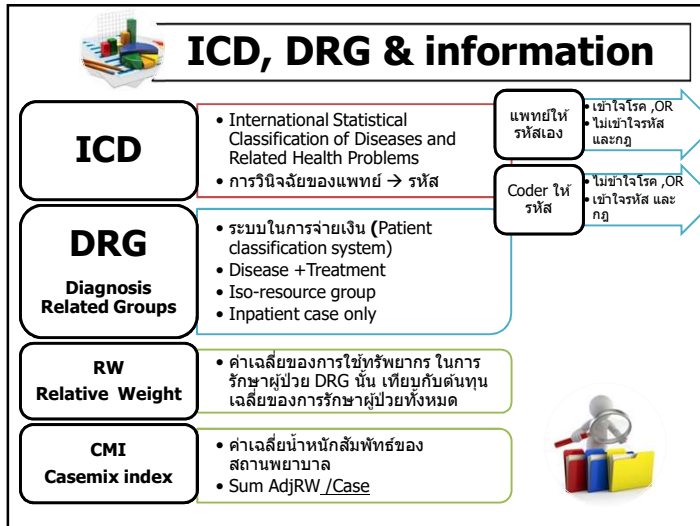 ICD, DRG & information
ICD
• International Statistical
Classification of Diseases and
Related Health Problems
• การวินิจฉัยของแพทย์ → รหัส
แพทย์ให้
รหัสเอง
• เข้าใจโรค ,OR
• ไม่เข้าใจรหัส
และกฎ
Coder ให้
รหัส
• ไม่ข้าใจโรค ,OR
• เข้าใจรหัส และ
กฎ
DRG
Diagnosis
Related Groups
• ระบบในการจ่ายเงิน (Patient
classification system)
• Disease +Treatment
• Iso-resource group
• Inpatient case only
RW
Relative Weight
• ค่าเฉลี่ยของการใช้ทรัพยากร ในการ
รักษาผู้ป่วย DRG นั้น เทียบกับต้นทุน
เฉลี่ยของการรักษาผู้ป่วยทั้งหมด
CMI
Casemix index
• ค่าเฉลี่ยน้ำหนักสัมพัทธ์ของ
สถานพยาบาล
• Sum AdjRW /Case